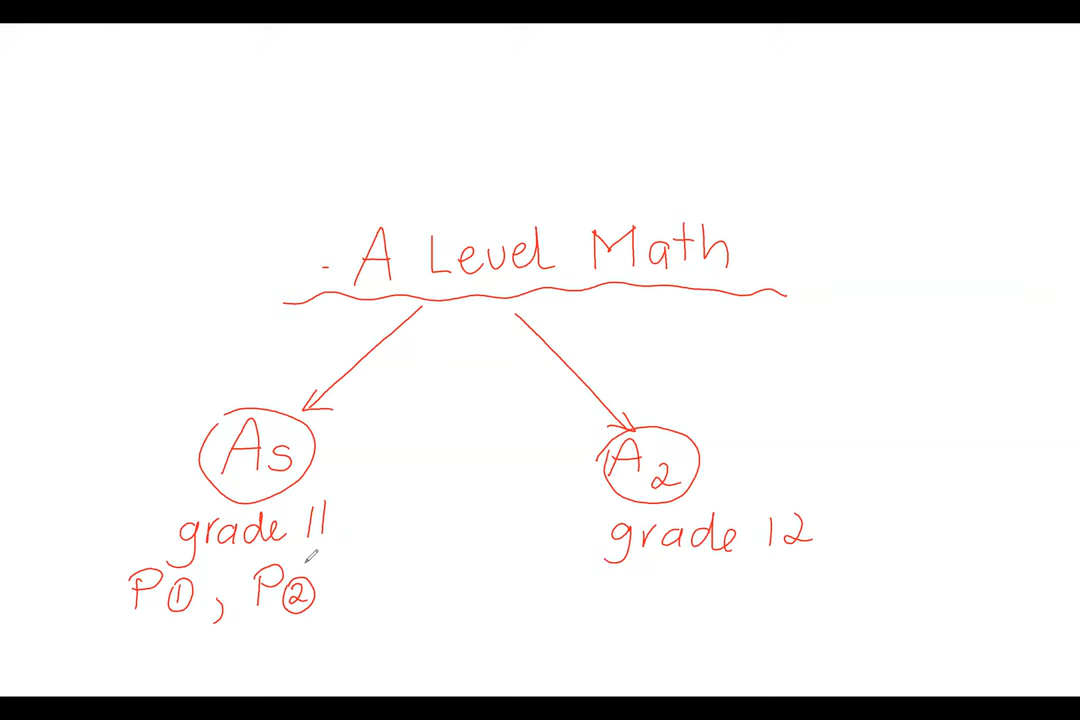 - A Level Math
As
A2
grade 11
grade 12
P①, P②